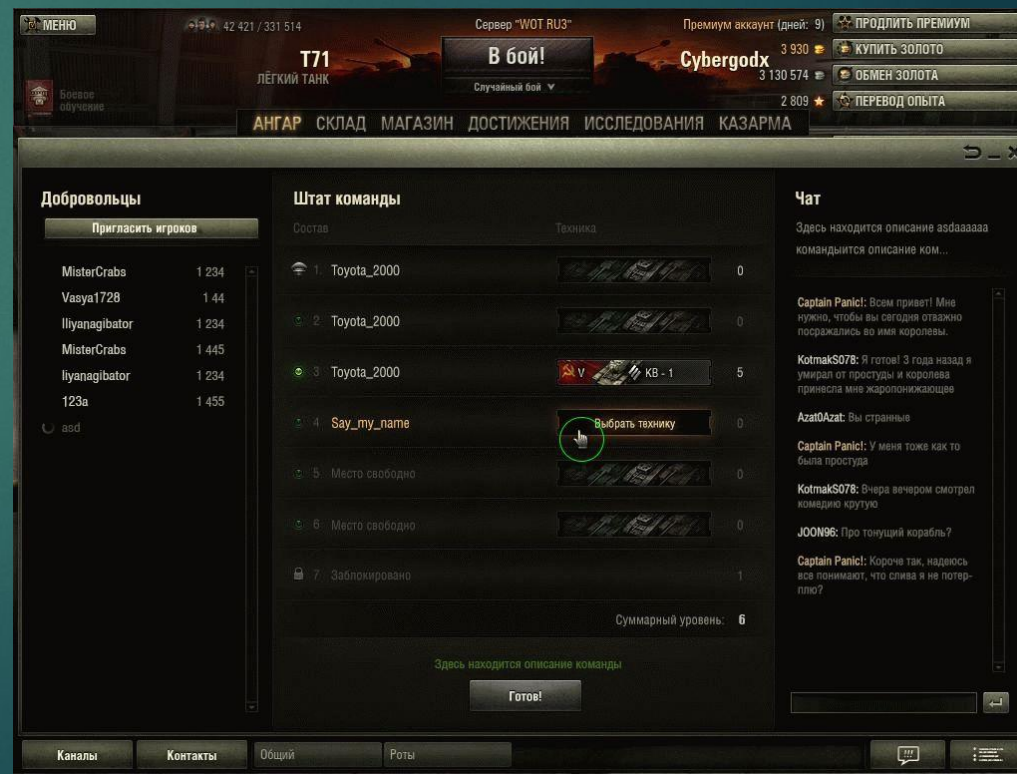 МЕНЮ
42 421 / 331 514
Сервер "WOT RU3"
Премиум аккаунт (дней: 9)
ПРОДЛИТЬ ПРЕМИУМ
Т71
ЛЁГКИЙ ТАНК
В бой!
Случайный бой
Cybergodx
3 930
КУПИТЬ ЗОЛОТО
3 130 574
ОБМЕН ЗОЛОТА
2 809
ПЕРЕВОД ОПЫТА
Боевое
обучение
АНГАР СКЛАД МАГАЗИН ДОСТИЖЕНИЯ ИССЛЕДОВАНИЯ КАЗАРМА
Добровольцы
Пригласить игроков
MisterCrabs 1 234
Vasya1728 1 44
Iliyanagibator 1 234
MisterCrabs 1 445
liyanagibator 1 234
123a 1 455
asd
Штат команды
Состав Техника
1. Toyota_2000 0
2 Toyota_2000 0
3 Toyota_2000 V КВ - 1 5
4 Say_my_name Выбрать технику 0
5 Место свободно 0
6 Место свободно 0
7 Заблокировано 1
Суммарный уровень: 6
Здесь находится описание команды
Готов!
Чат
Здесь находится описание asdaaaaaa
командыится описание ком...
Captain Panic!: Всем привет! Мне
нужно, чтобы вы сегодня отважно
посражались во имя королевы.
KotmakS078: Я готов! 3 года назад я
умирал от простуды и королева
принесла мне жаропонижающее
Azat0Azat: Вы странные
Captain Panic!: У меня тоже как то
была простуда
KotmakS078: Вчера вечером смотрел
комедию крутую
JOON96: Про тонущий корабль?
Captain Panic!: Короче так, надеюсь
все понимают, что слива я не потер-
плю?
Каналы
Контакты
Общий
Роты